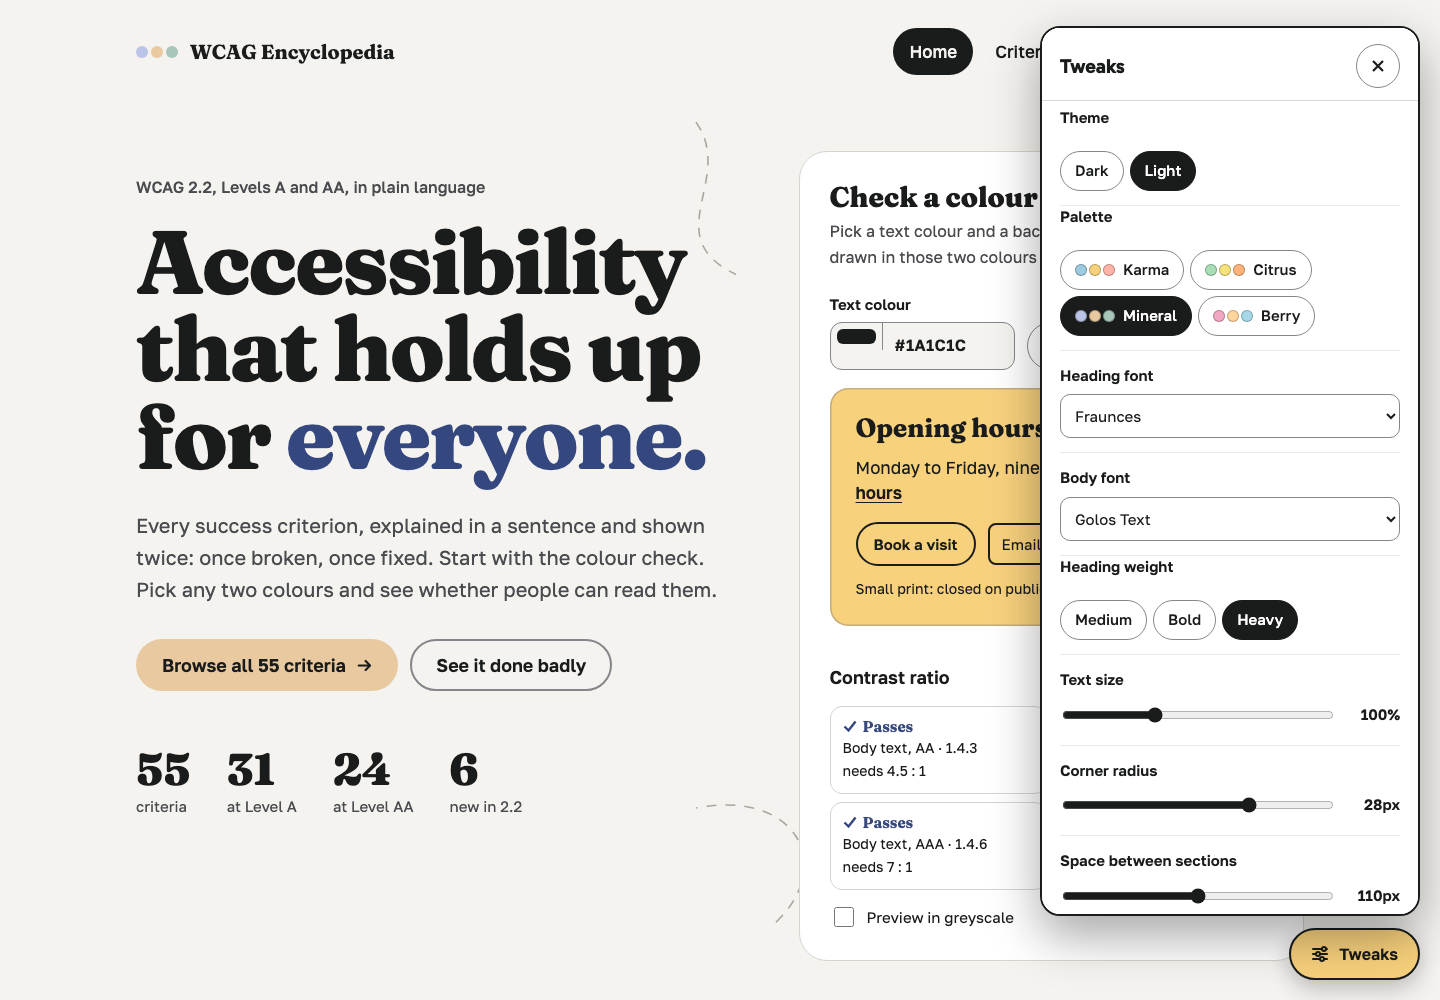 WCAG Encyclopedia
Home
Tweaks
WCAG 2.2, Levels A and AA, in plain language
Accessibility
that holds up
for everyone.
Every success criterion, explained in a sentence and shown
twice: once broken, once fixed. Start with the colour check.
Pick any two colours and see whether people can read them.
Browse all 55 criteria
See it done badly
55
criteria
31
at Level A
24
at Level AA
6
new in 2.2
Check a colour
Pick a text colour and a
drawn in those two colours
Text colour
#1A1C1C
Opening hours
Monday to Friday, nine
hours
Book a visit
Email
Small print: closed on
Contrast ratio
Passes
Body text, AA · 1.4.3
needs 4.5 : 1
Passes
Body text, AAA · 1.4.6
needs 7 : 1
Preview in greyscale
Theme
Dark
Light
Palette
Karma
Citrus
Mineral
Berry
Heading font
Fraunces
Body font
Golos Text
Heading weight
Medium
Bold
Heavy
Text size
100%
Corner radius
28px
Space between sections
110px
Tweaks